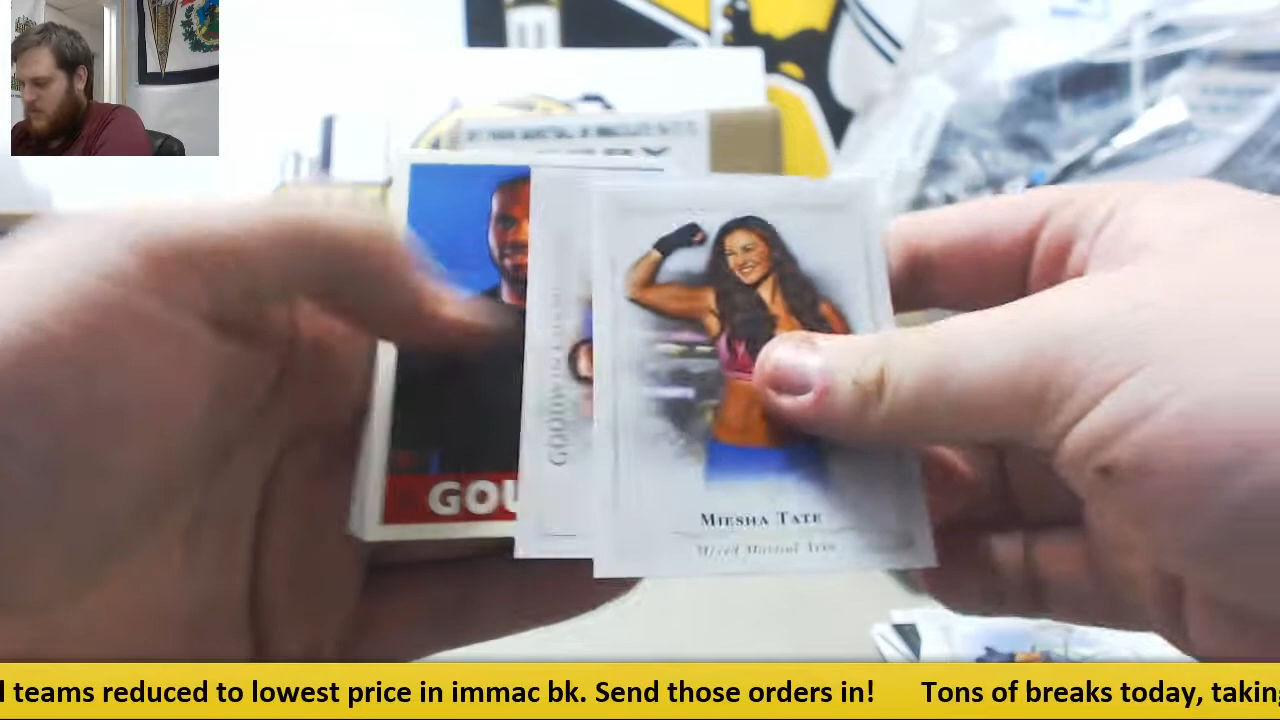 GOODWIN
GOU
MIESHA TATE
Mixed Martial Arts
l teams reduced to lowest price in immac bk. Send those orders in! Tons of breaks today, taking